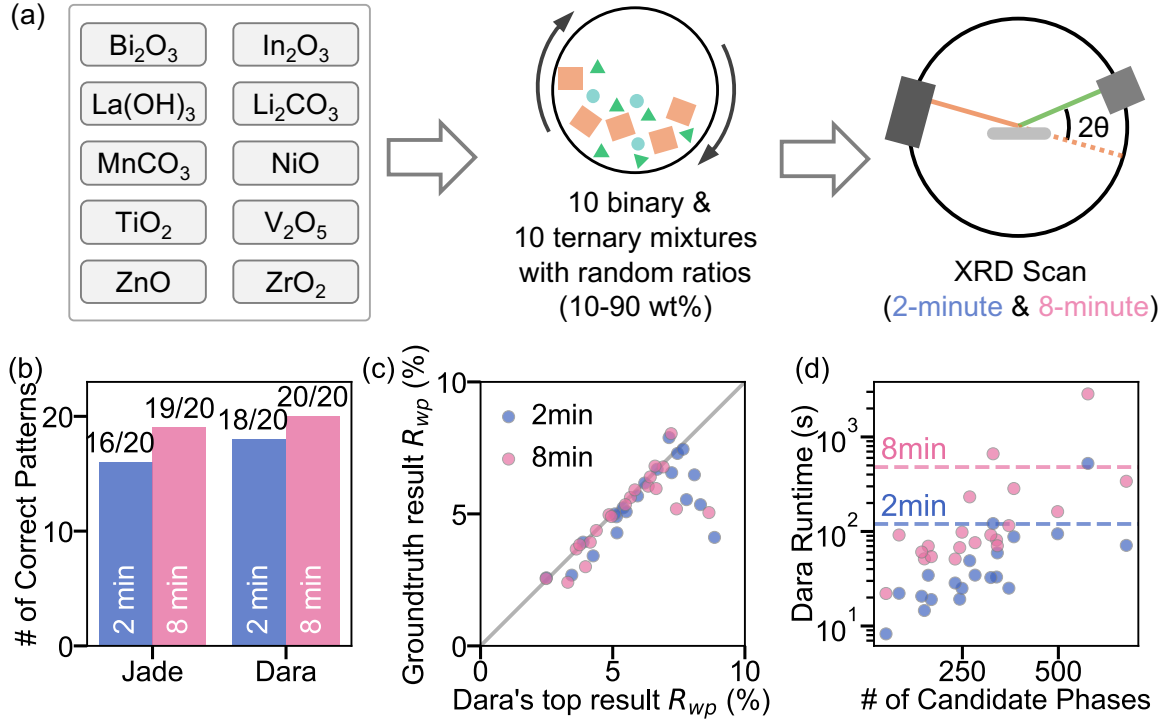 (a)
Bi₂O₃
In₂O₃
La(OH)₃
Li₂CO₃
MnCO₃
NiO
TiO₂
V₂O₅
ZnO
ZrO₂
10 binary &
10 ternary mixtures
with random ratios
(10-90 wt%)
2θ
XRD Scan
(2-minute & 8-minute)
(b)
# of Correct Patterns
20
10
0
16/20
19/20
18/20
20/20
2 min
8 min
2 min
8 min
Jade
Dara
(c)
Groundtruth result R_wp (%)
10
5
0
2min
8min
0
5
10
Dara's top result R_wp (%)
(d)
Dara Runtime (s)
10³
10²
10¹
8min
2min
250
500
# of Candidate Phases